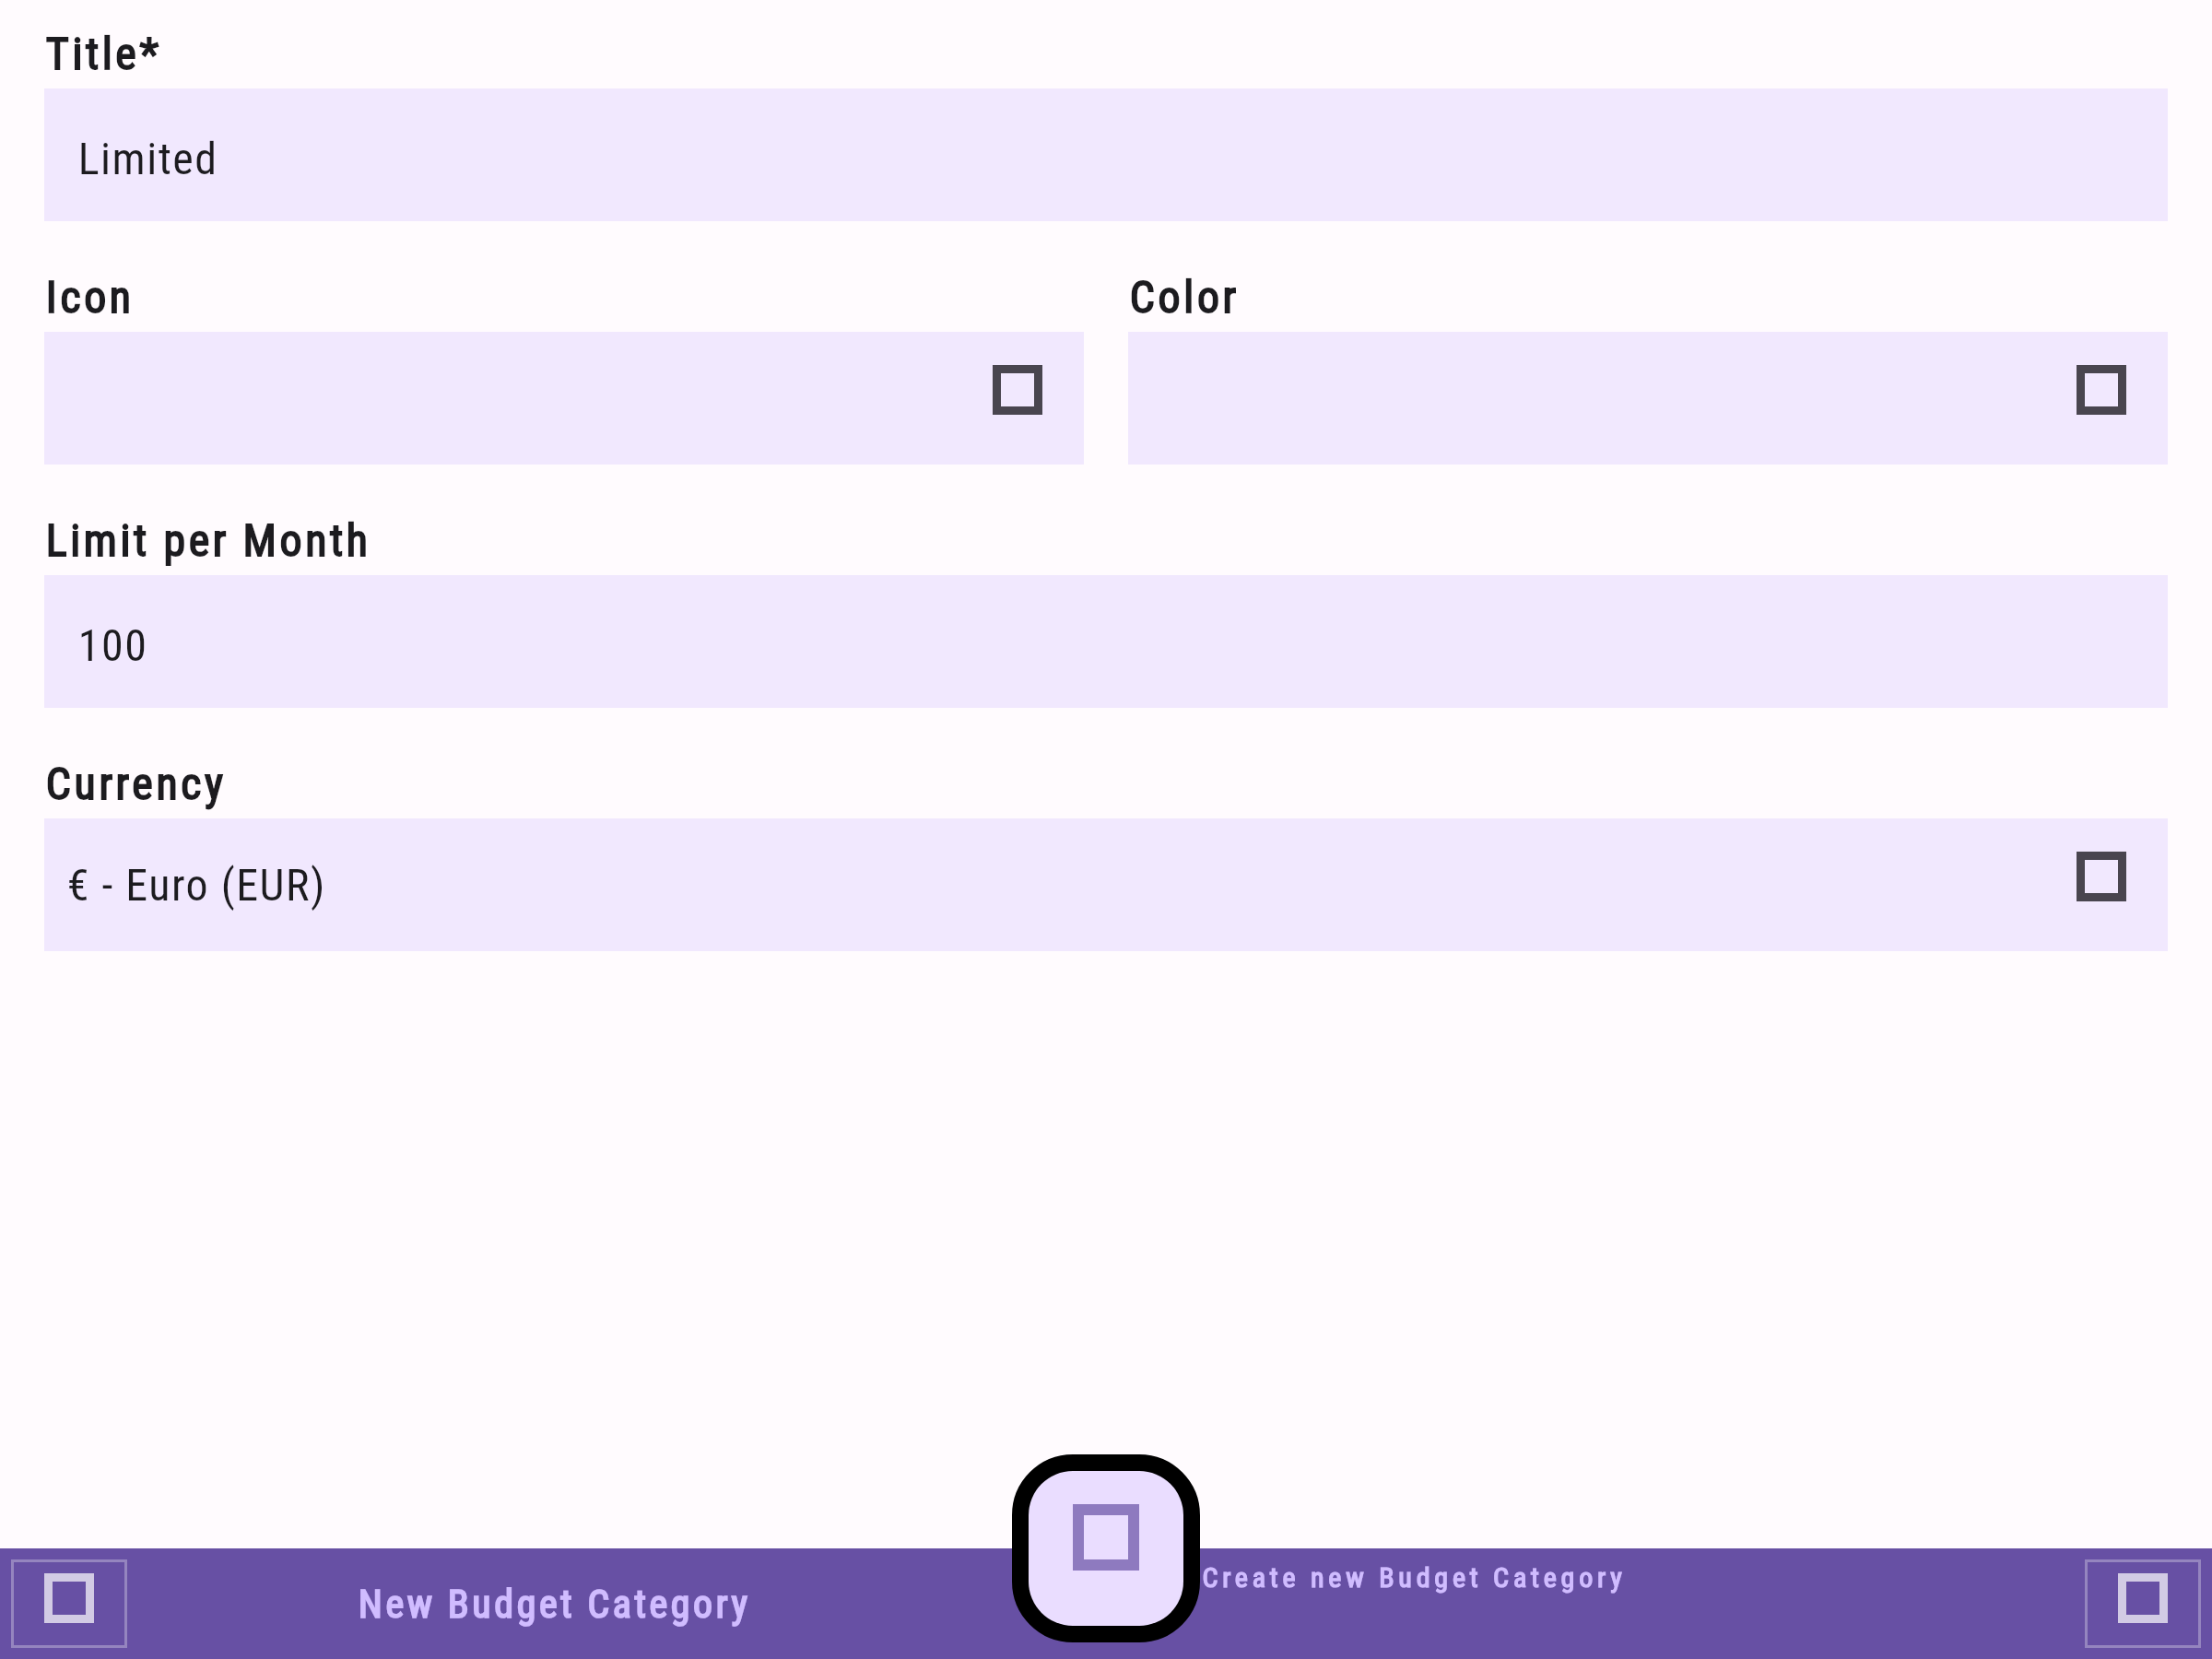 Title*
Limited
Icon
Color
Limit per Month
100
Currency
€ - Euro (EUR)
New Budget Category
Create new Budget Category